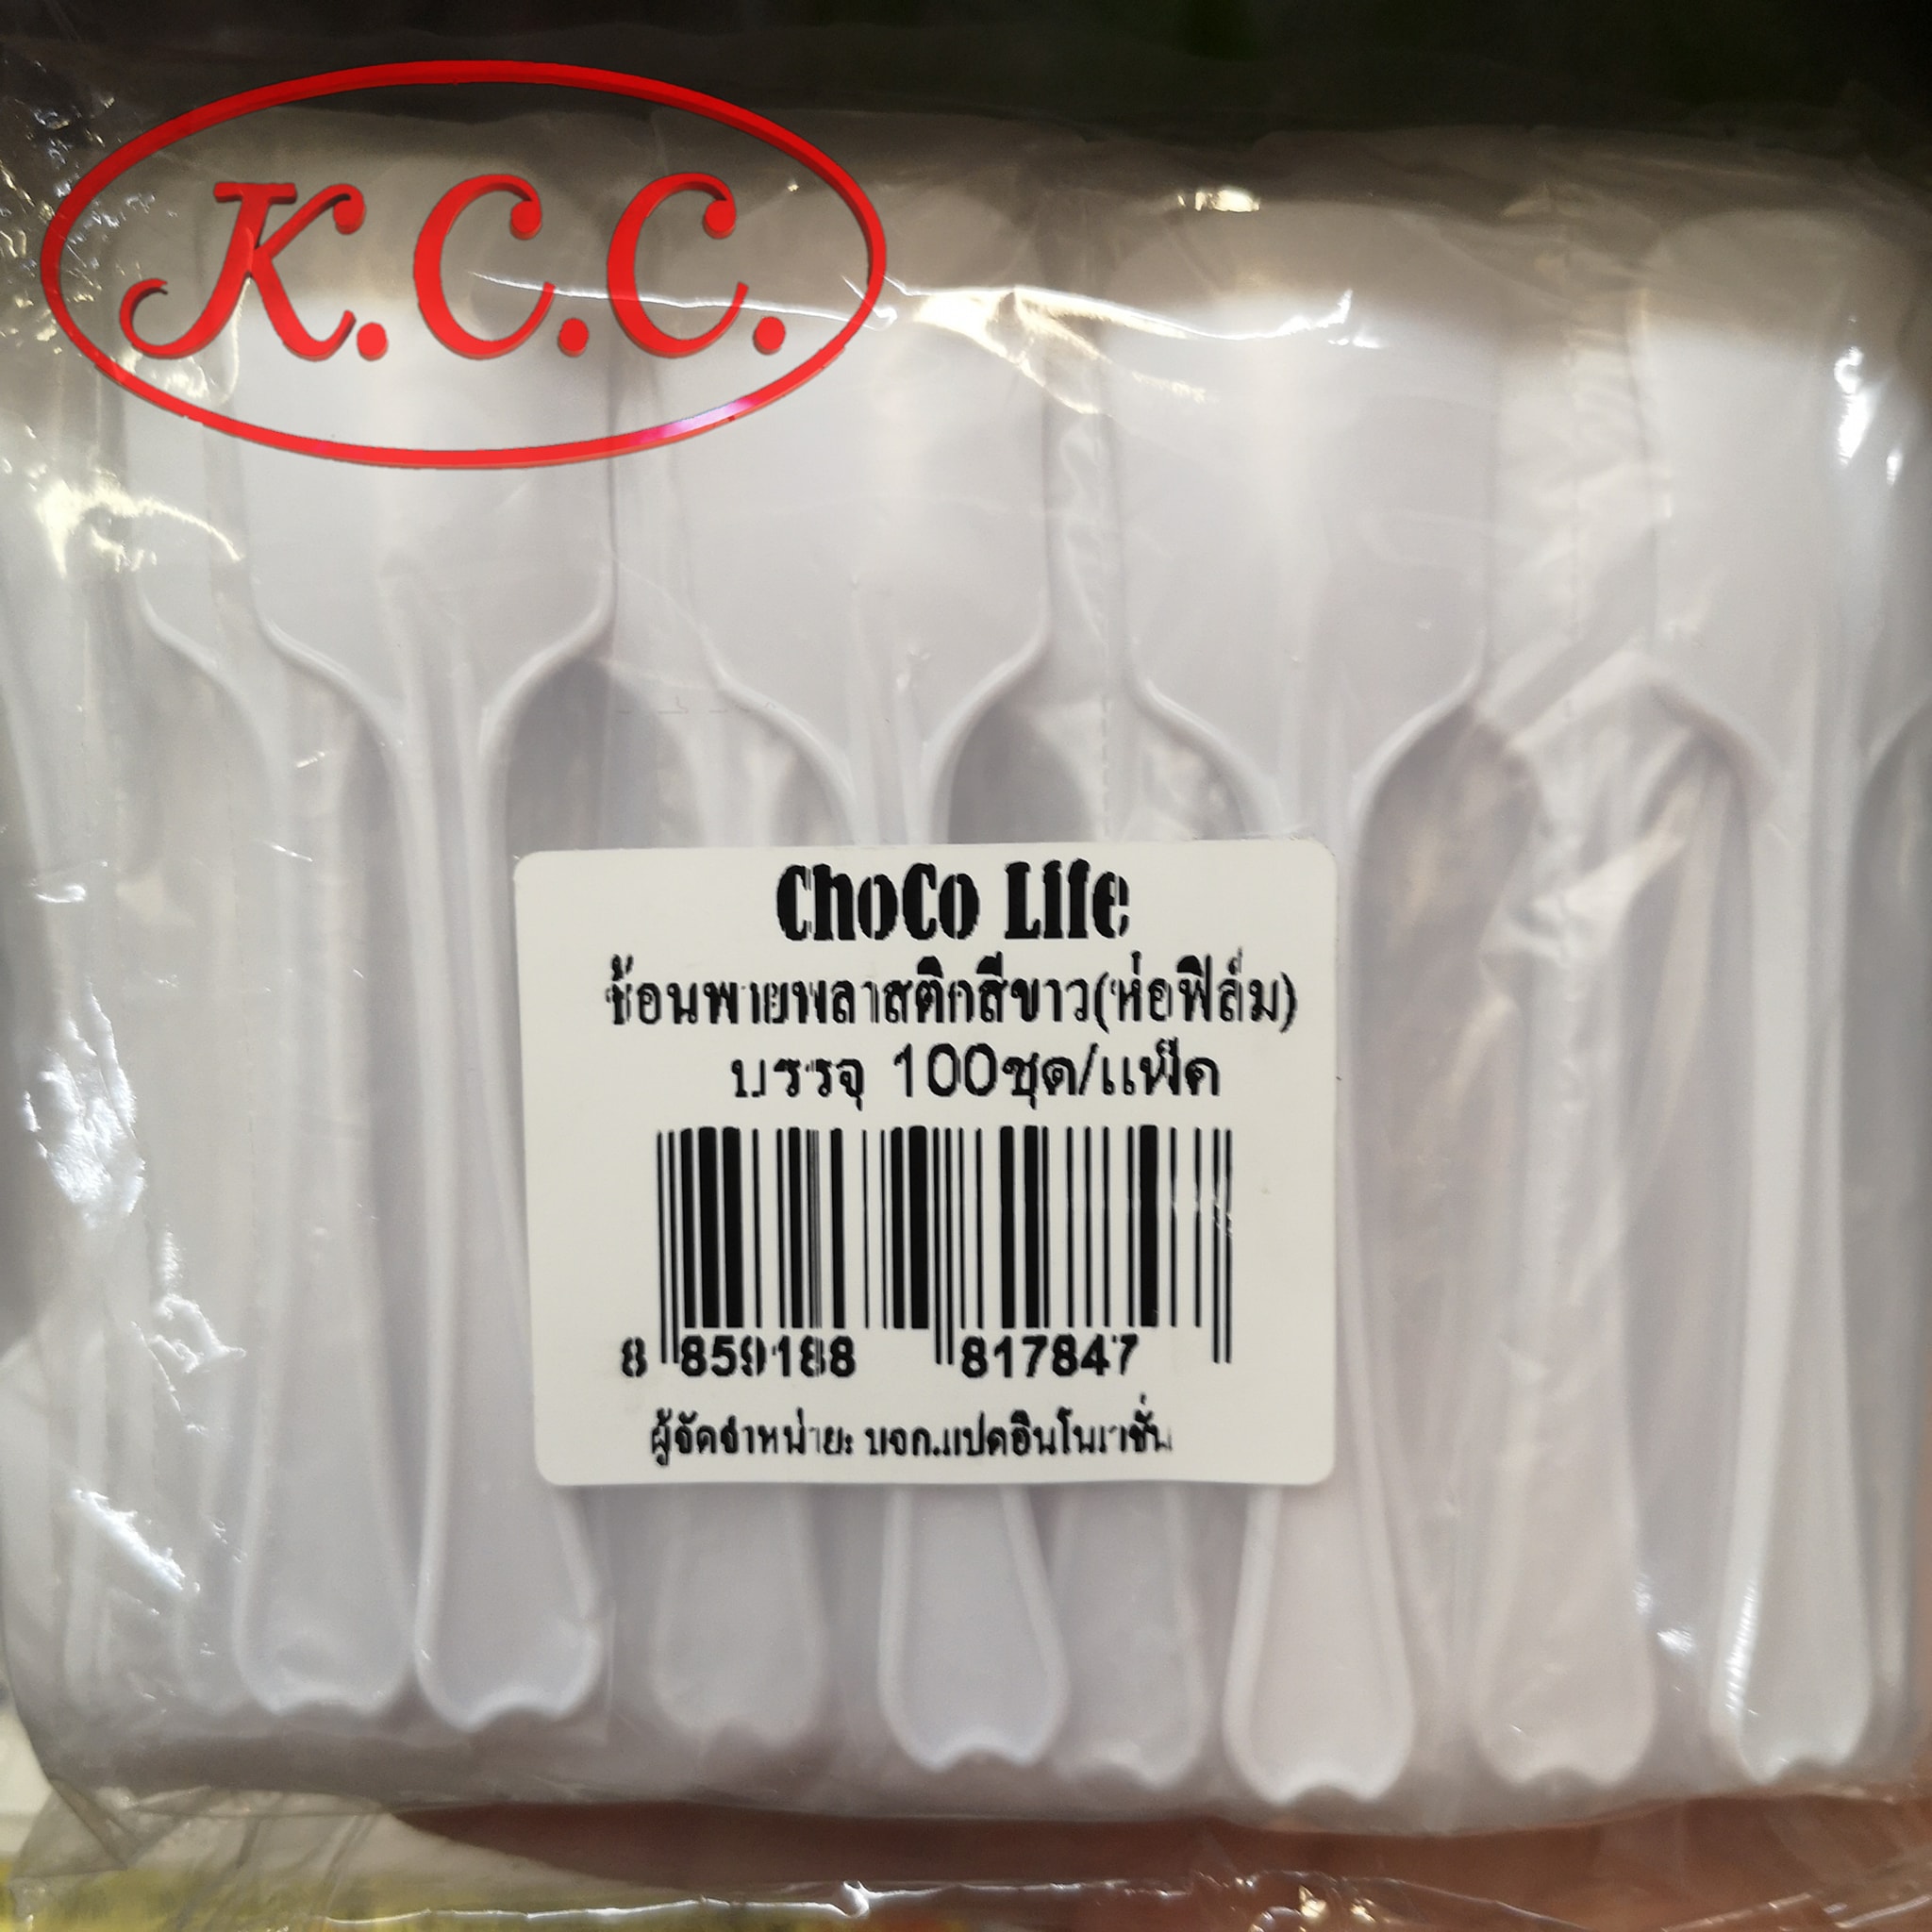 K.C.C.
ChoCo Life
ช้อนพายพลาสติกสีขาว(ห่อฟิล์ม)
บรรจุ 100ชุด/แพ็ค
8 859188 817847
ผู้จัดจำหน่าย: บจก.แปดอินโนเวชั่น